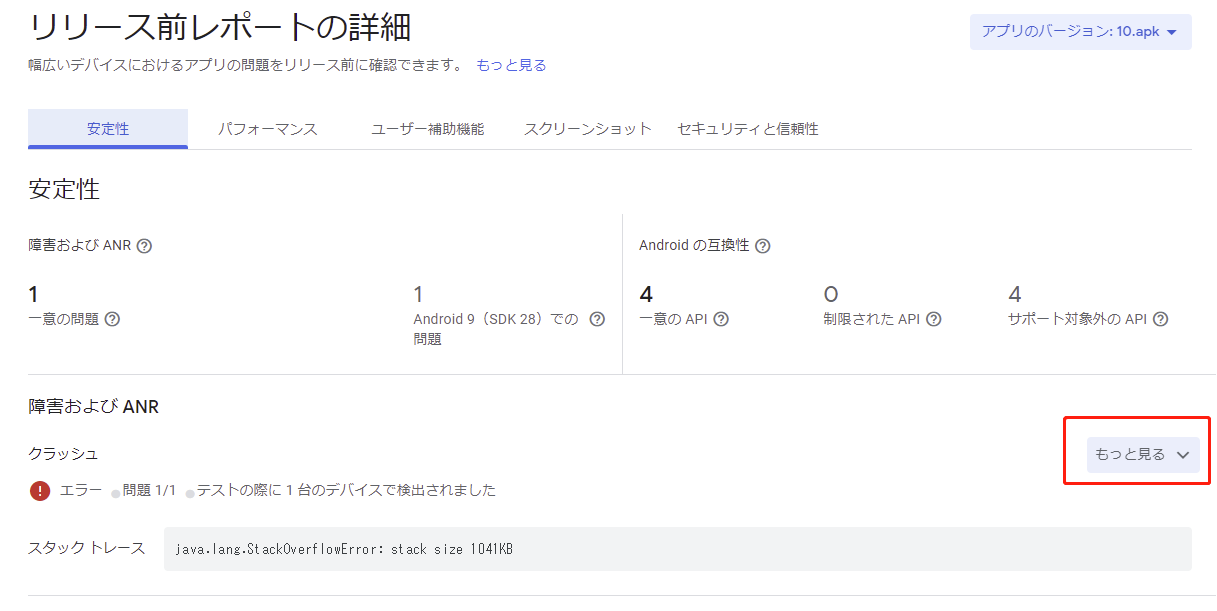 リリース前レポートの詳細
アプリのバージョン: 10.apk
幅広いデバイスにおけるアプリの問題をリリース前に確認できます。 もっと見る
安定性 パフォーマンス ユーザー補助機能 スクリーンショット セキュリティと信頼性
安定性
障害および ANR
1
一意の問題
1
Android 9（SDK 28）での
問題
Android の互換性
4
一意の API
0
制限された API
4
サポート対象外の API
障害および ANR
クラッシュ
もっと見る
エラー 問題 1/1 テストの際に 1 台のデバイスで検出されました
スタック トレース
java.lang.StackOverflowError: stack size 1041KB